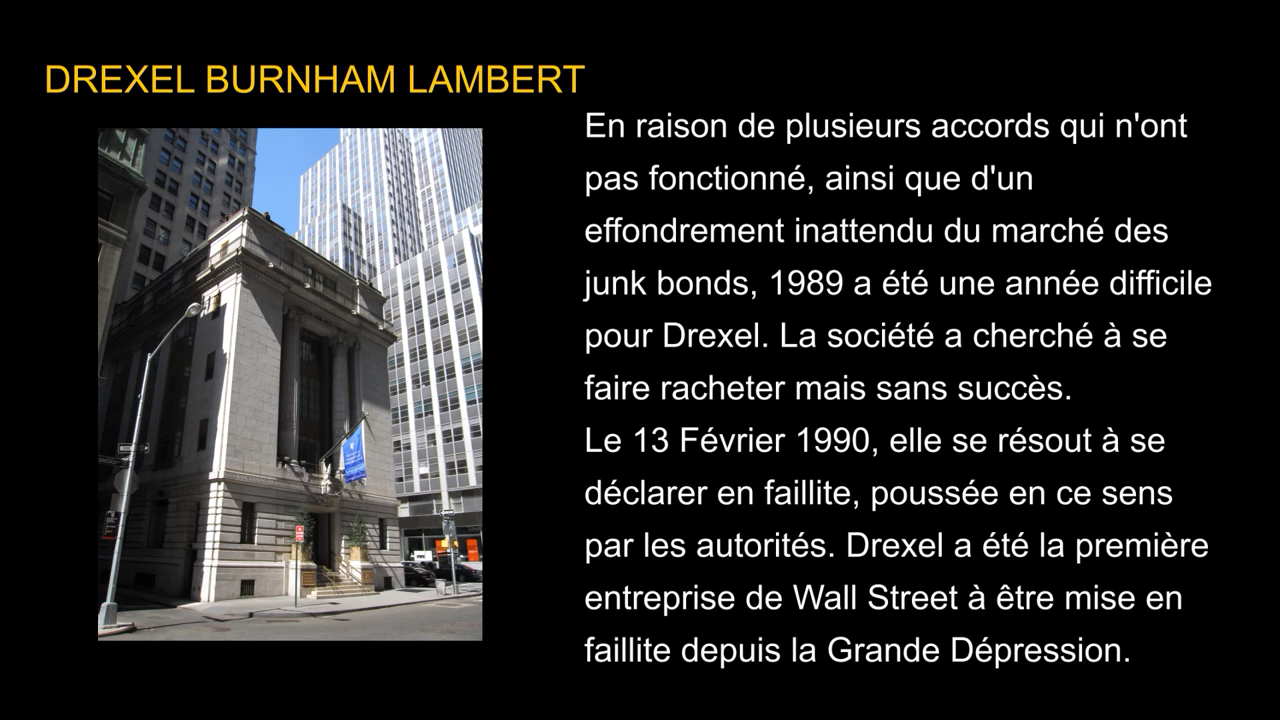 DREXEL BURNHAM LAMBERT
En raison de plusieurs accords qui n'ont
pas fonctionné, ainsi que d'un
effondrement inattendu du marché des
junk bonds, 1989 a été une année difficile
pour Drexel. La société a cherché à se
faire racheter mais sans succès.
Le 13 Février 1990, elle se résout à se
déclarer en faillite, poussée en ce sens
par les autorités. Drexel a été la première
entreprise de Wall Street à être mise en
faillite depuis la Grande Dépression.